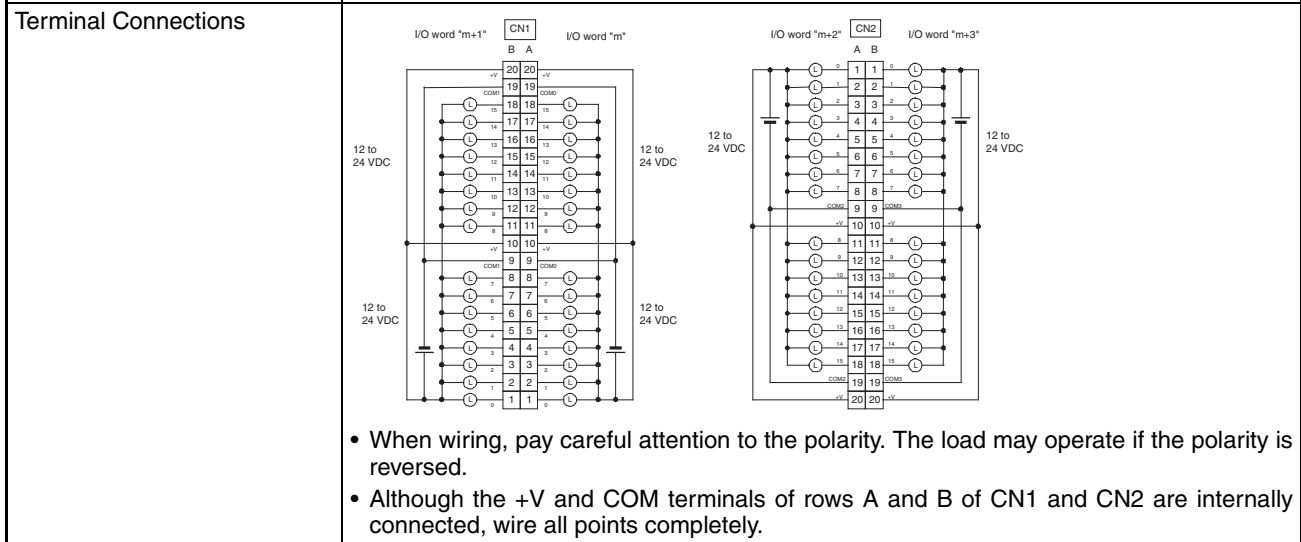 Terminal Connections
I/O word "m+1" CN1 I/O word "m"
B A
+V 20 20 +V
COM1 19 19 COM0
L 15 18 18 15 L
L 14 17 17 14 L
L 13 16 16 13 L
12 to 24 VDC L 12 15 15 12 L 12 to 24 VDC
L 11 14 14 11 L
L 10 13 13 10 L
L 9 12 12 9 L
L 8 11 11 8 L
+V 10 10 +V
COM1 9 9 COM0
L 7 8 8 7 L
L 6 7 7 6 L
12 to 24 VDC L 5 6 6 5 L 12 to 24 VDC
L 4 5 5 4 L
L 3 4 4 3 L
L 2 3 3 2 L
L 1 2 2 1 L
L 0 1 1 0 L
I/O word "m+2" CN2 I/O word "m+3"
A B
L 0 1 1 0 L
L 1 2 2 1 L
L 2 3 3 2 L
L 3 4 4 3 L
12 to 24 VDC L 4 5 5 4 L 12 to 24 VDC
L 5 6 6 5 L
L 6 7 7 6 L
L 7 8 8 7 L
COM2 9 9 COM3
+V 10 10 +V
L 8 11 11 8 L
L 9 12 12 9 L
L 10 13 13 10 L
L 11 14 14 11 L
L 12 15 15 12 L
L 13 16 16 13 L
L 14 17 17 14 L
L 15 18 18 15 L
COM2 19 19 COM3
+V 20 20 +V
• When wiring, pay careful attention to the polarity. The load may operate if the polarity is
reversed.
• Although the +V and COM terminals of rows A and B of CN1 and CN2 are internally
connected, wire all points completely.